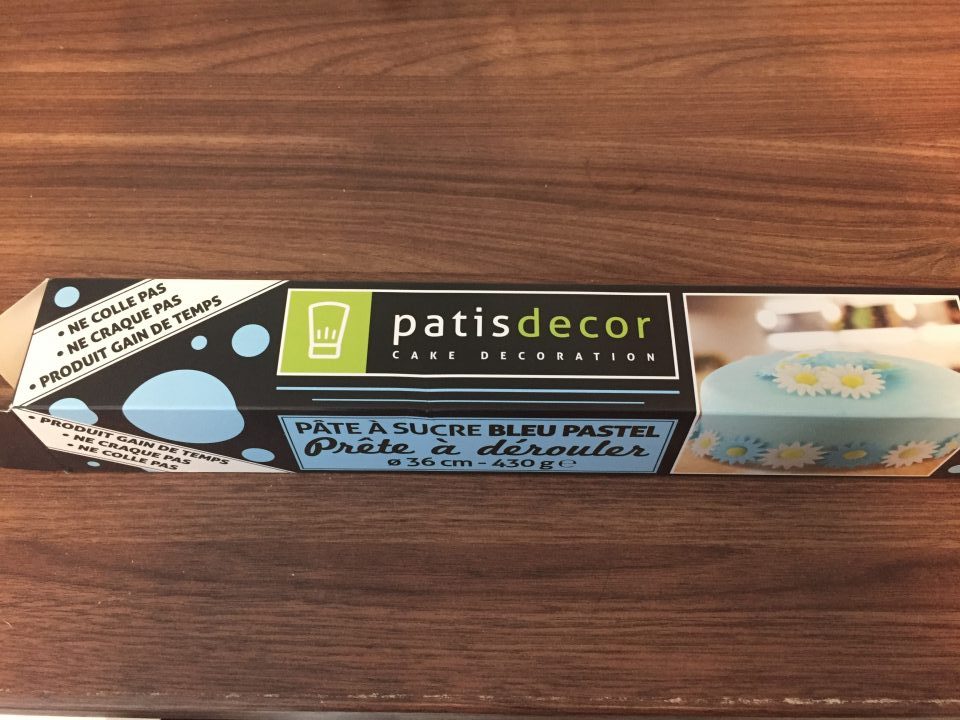 • NE COLLE PAS
• NE CRAQUE PAS
• PRODUIT GAIN DE TEMPS
patisdecor
CAKE DECORATION
• PRODUIT GAIN DE TEMPS
• NE CRAQUE PAS
• NE COLLE PAS
PÂTE À SUCRE BLEU PASTEL
Prête à dérouler
ø 36 cm - 430 g ℮